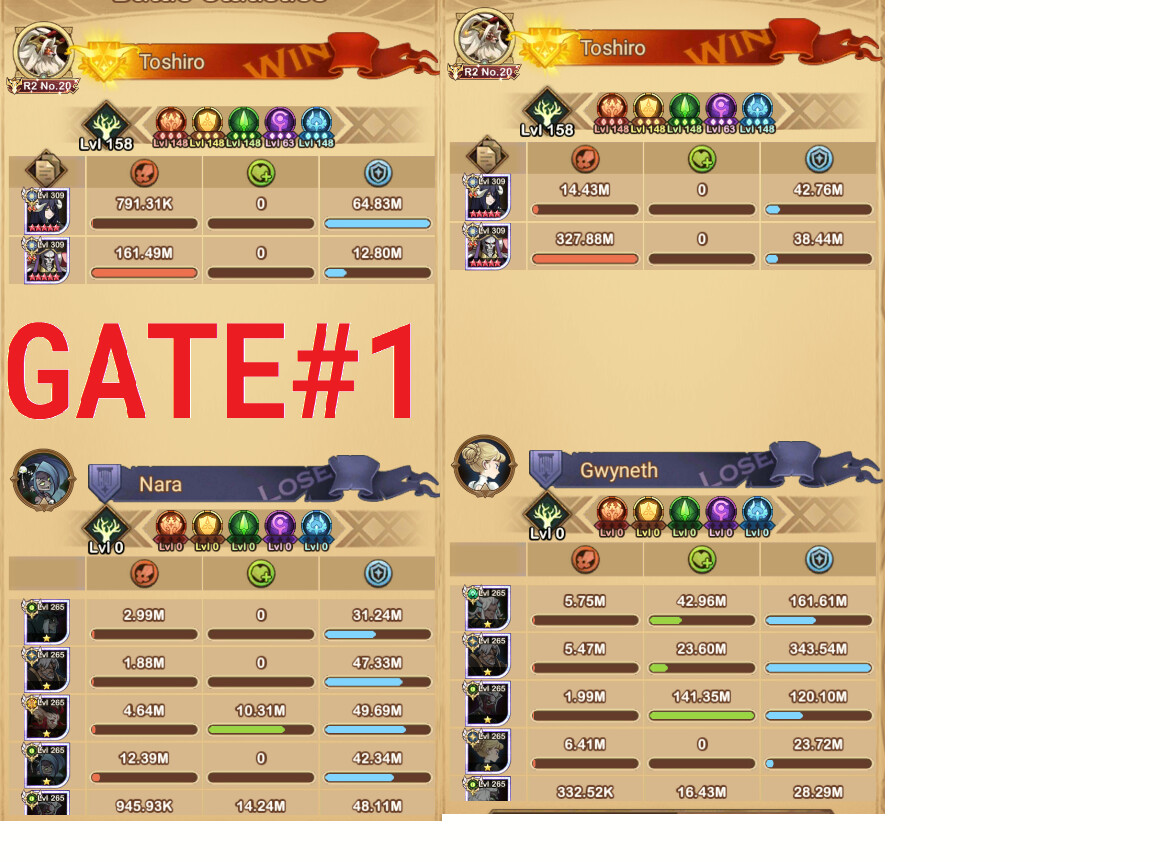 Toshiro
WIN
R2 No.20
Lvl 158
Lvl 148 Lvl 148 Lvl 148 Lvl 63 Lvl 148
Lvl 309
791.31K 0 64.83M
Lvl 309
161.49M 0 12.80M
GATE#1
Nara
LOSE
Lvl 0
Lvl 0 Lvl 0 Lvl 0 Lvl 0 Lvl 0
Lvl 265
2.99M 0 31.24M
Lvl 265
1.88M 0 47.33M
Lvl 265
4.64M 10.31M 49.69M
Lvl 265
12.39M 0 42.34M
Lvl 265
945.93K 14.24M 48.11M
Toshiro
WIN
R2 No.20
Lvl 158
Lvl 148 Lvl 148 Lvl 148 Lvl 63 Lvl 148
Lvl 309
14.43M 0 42.76M
Lvl 309
327.88M 0 38.44M
Gwyneth
LOSE
Lvl 0
Lvl 0 Lvl 0 Lvl 0 Lvl 0 Lvl 0
Lvl 265
5.75M 42.96M 161.61M
Lvl 265
5.47M 23.60M 343.54M
Lvl 265
1.99M 141.35M 120.10M
Lvl 265
6.41M 0 23.72M
Lvl 265
332.52K 16.43M 28.29M